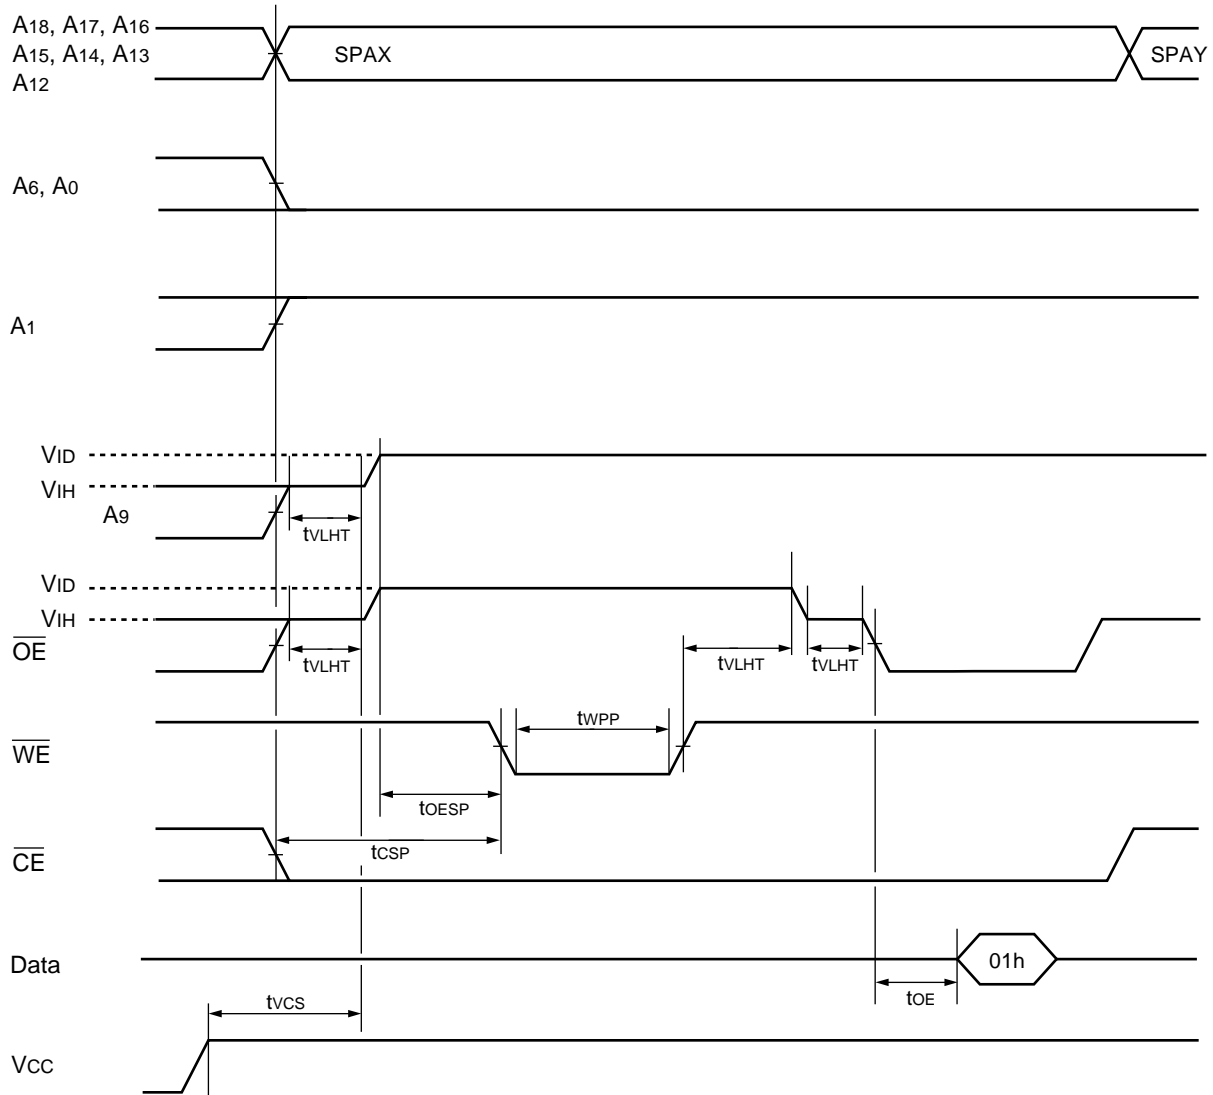 A18, A17, A16
A15, A14, A13
A12
SPAX
SPAY
A6, A0
A1
VID
VIH
A9
tVLHT
VID
VIH
OE
tVLHT
tVLHT
tVLHT
WE
tWPP
tOESP
CE
tCSP
Data
01h
tOE
tVCS
VCC